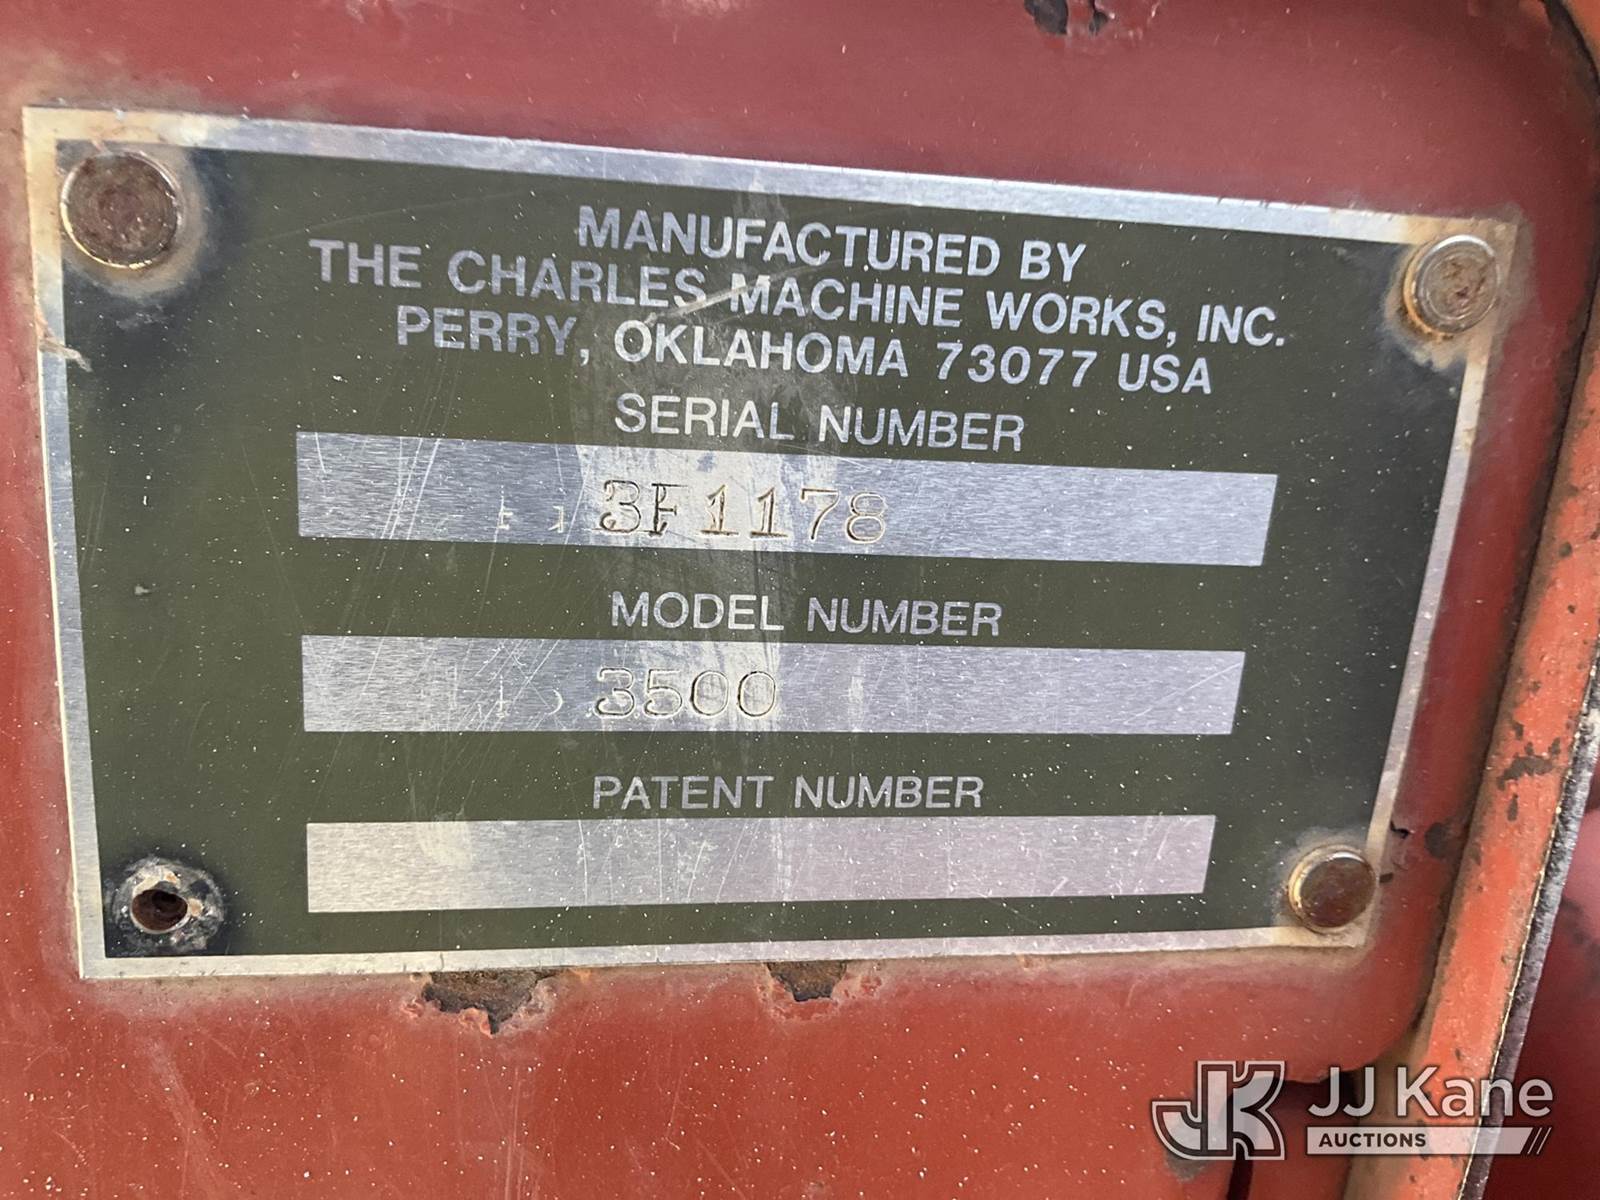 MANUFACTURED BY
THE CHARLES MACHINE WORKS, INC.
PERRY, OKLAHOMA 73077 USA
SERIAL NUMBER
3F1178
MODEL NUMBER
3500
PATENT NUMBER
JK JJ Kane
AUCTIONS